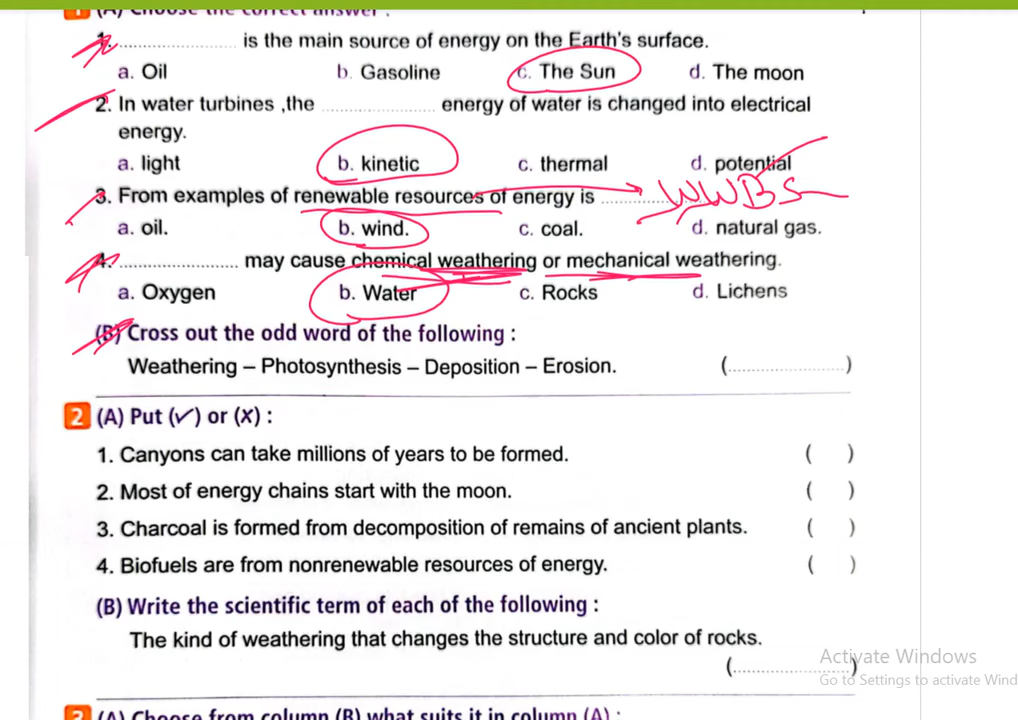 1 (A) Choose the correct answer :
1. .................... is the main source of energy on the Earth's surface.
a. Oil b. Gasoline c. The Sun d. The moon
2. In water turbines ,the .................... energy of water is changed into electrical
energy.
a. light b. kinetic c. thermal d. potential
3. From examples of renewable resources of energy is .................... WWBS
a. oil. b. wind. c. coal. d. natural gas.
4. .................... may cause chemical weathering or mechanical weathering.
a. Oxygen b. Water c. Rocks d. Lichens
(B) Cross out the odd word of the following :
Weathering – Photosynthesis – Deposition – Erosion. (....................)
2 (A) Put (✓) or (X) :
1. Canyons can take millions of years to be formed. ( )
2. Most of energy chains start with the moon. ( )
3. Charcoal is formed from decomposition of remains of ancient plants. ( )
4. Biofuels are from nonrenewable resources of energy. ( )
(B) Write the scientific term of each of the following :
The kind of weathering that changes the structure and color of rocks.
(....................)
Activate Windows
Go to Settings to activate Wind
3 (A) Choose from column (B) what suits it in column (A) :